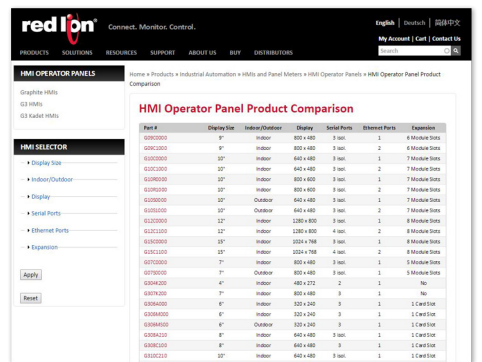 red lion®
Connect. Monitor. Control.
English | Deutsch | 简体中文
My Account | Cart | Contact Us
Search
PRODUCTS SOLUTIONS RESOURCES SUPPORT ABOUT US BUY DISTRIBUTORS
HMI OPERATOR PANELS
Graphite HMIs
G3 HMIs
G3 Kadet HMIs
HMI SELECTOR
Display Size
Indoor/Outdoor
Display
Serial Ports
Ethernet Ports
Expansion
Apply
Reset
Home » Products » Industrial Automation » HMIs and Panel Meters » HMI Operator Panels » HMI Operator Panel Product
Comparison
HMI Operator Panel Product Comparison
Part # Display Size Indoor/Outdoor Display Serial Ports Ethernet Ports Expansion
G09C0000 9" Indoor 800 x 480 3 isol. 1 6 Module Slots
G09C1000 9" Indoor 800 x 480 3 isol. 2 6 Module Slots
G10C0000 10" Indoor 640 x 480 3 isol. 1 7 Module Slots
G10C1000 10" Indoor 640 x 480 3 isol. 2 7 Module Slots
G10R0000 10" Indoor 800 x 600 3 isol. 1 7 Module Slots
G10R1000 10" Indoor 800 x 600 3 isol. 2 7 Module Slots
G10S0000 10" Outdoor 640 x 480 3 isol. 1 7 Module Slots
G10S1000 10" Outdoor 640 x 480 3 isol. 2 7 Module Slots
G12C0000 12" Indoor 1280 x 800 3 isol. 1 8 Module Slots
G12C1100 12" Indoor 1280 x 800 4 isol. 2 8 Module Slots
G15C0000 15" Indoor 1024 x 768 3 isol. 1 8 Module Slots
G15C1100 15" Indoor 1024 x 768 4 isol. 2 8 Module Slots
G07C0000 7" Indoor 800 x 480 3 isol. 1 5 Module Slots
G07S0000 7" Outdoor 800 x 480 3 isol. 1 5 Module Slots
G304K200 4" Indoor 480 x 272 2 1 No
G307K200 7" Indoor 800 x 480 3 1 No
G306A000 6" Indoor 320 x 240 3 1 1 Card Slot
G306M000 6" Indoor 320 x 240 3 1 1 Card Slot
G306MS00 6" Outdoor 320 x 240 3 1 1 Card Slot
G308A210 8" Indoor 640 x 480 3 isol. 1 1 Card Slot
G308C100 8" Indoor 640 x 480 3 1 1 Card Slot
G310C210 10" Indoor 640 x 480 3 isol. 1 1 Card Slot